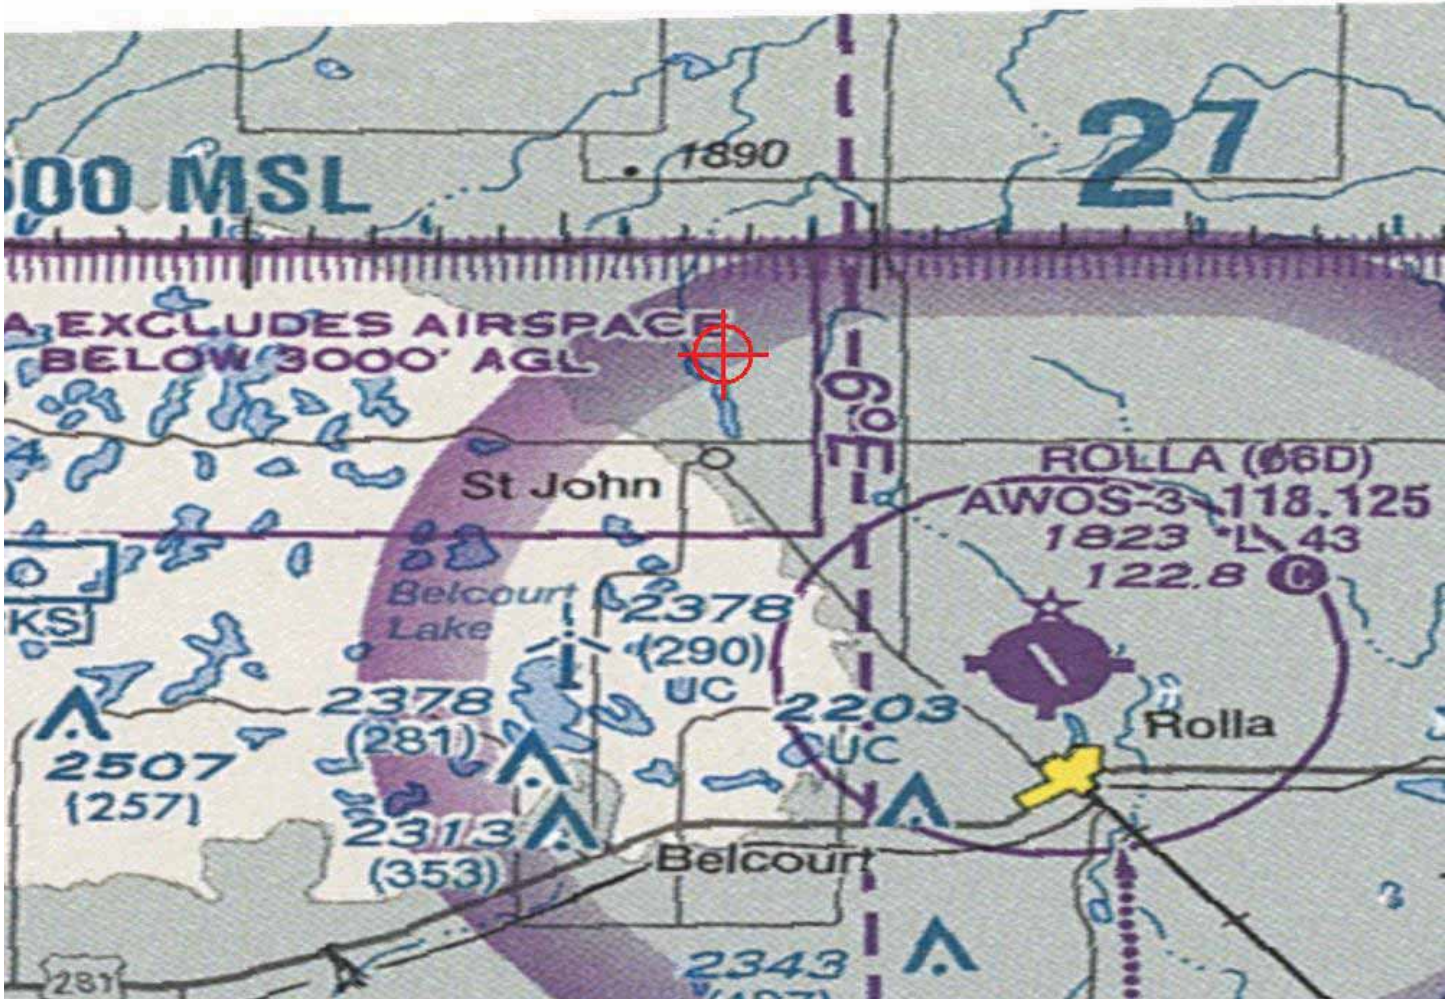 1890
27
500 MSL
A EXCLUDES AIRSPACE
BELOW 3000' AGL
6°E
ROLLA (Ø6D)
AWOS-3 118.125
1823 *L 43
122.8 C
St John
Belcourt
Lake
KS
2378
(290)
UC
2378
(281)
2203
UC
Rolla
2507
(257)
2313
(353)
Belcourt
281
2343